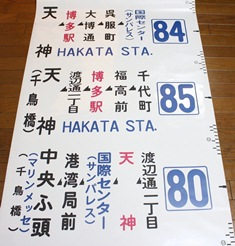 84
国際センター
(サンパレス)
呉服町
大博通
博多駅
天神
HAKATA STA.
85
千代町
福高前
博多駅
渡辺通一丁目
天神
(千鳥橋)
HAKATA STA.
80
渡辺通一丁目
天神
国際センター
(サンパレス)
港湾局前
中央ふ頭
(マリンメッセ)
(千鳥橋)